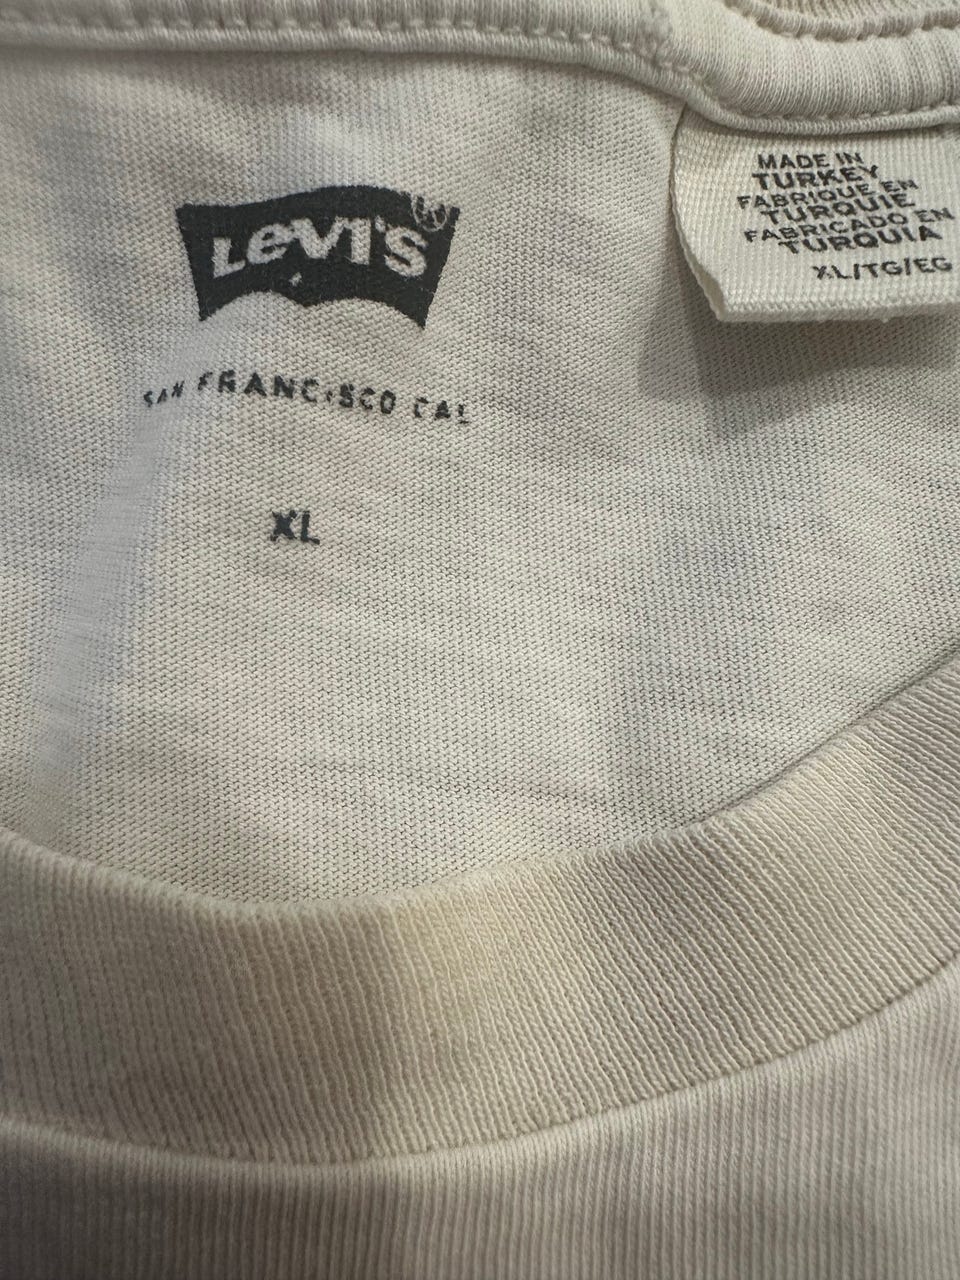 LEVI'S
SAN FRANCISCO CAL
XL
MADE IN
TURKEY
FABRIQUE EN
TURQUIE
FABRICADO EN
TURQUIA
XL/TG/EG